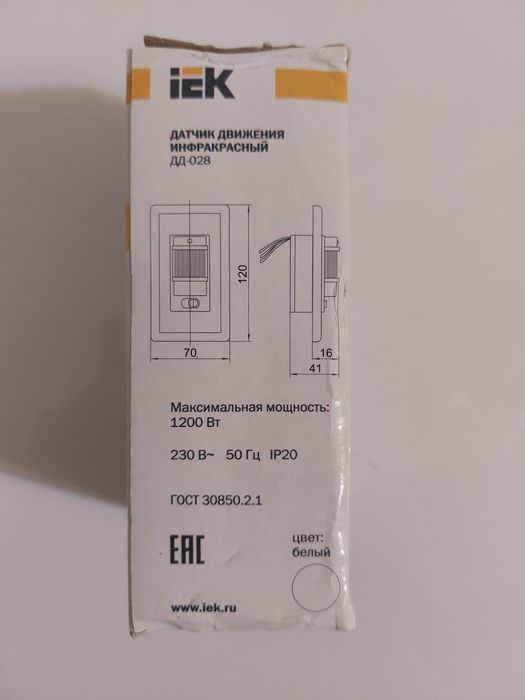 iEK
ДАТЧИК ДВИЖЕНИЯ
ИНФРАКРАСНЫЙ
ДД-028
120
70
16
41
Максимальная мощность:
1200 Вт
230 В~ 50 Гц IP20
ГОСТ 30850.2.1
EAC
цвет:
белый
www.iek.ru